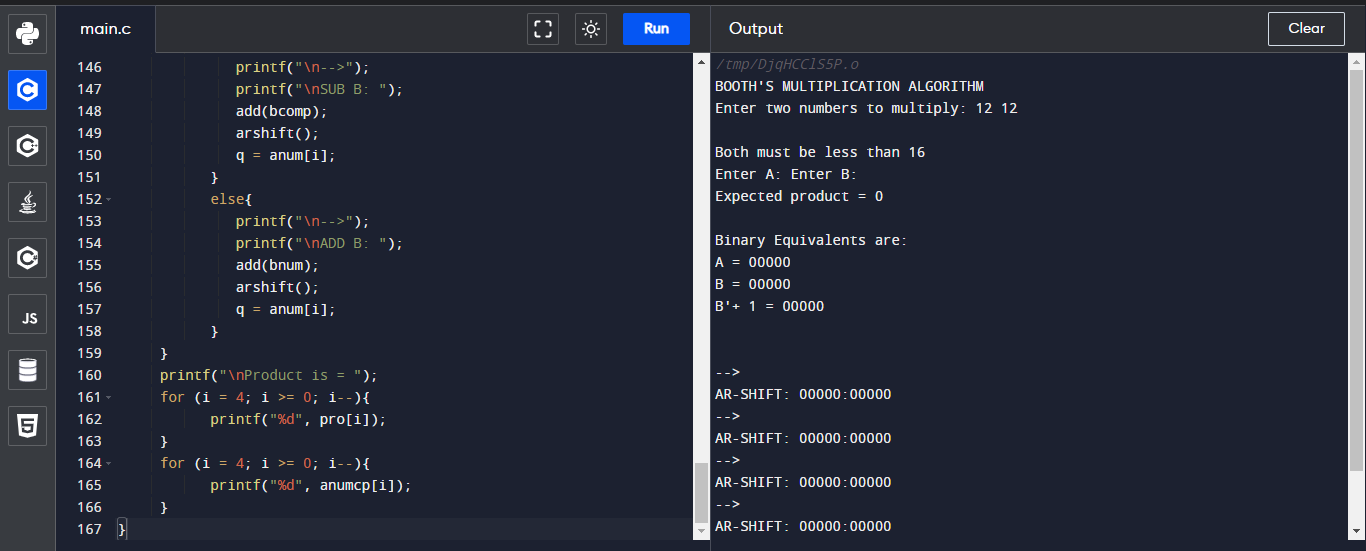 main.c
Run
146 printf("\n-->");
147 printf("\nSUB B: ");
148 add(bcomp);
149 arshift();
150 q = anum[i];
151 }
152 else{
153 printf("\n-->");
154 printf("\nADD B: ");
155 add(bnum);
156 arshift();
157 q = anum[i];
158 }
159 }
160 printf("\nProduct is = ");
161 for (i = 4; i >= 0; i--){
162 printf("%d", pro[i]);
163 }
164 for (i = 4; i >= 0; i--){
165 printf("%d", anumcp[i]);
166 }
167 }
JS
Output
Clear
/tmp/DjqHCClS5P.o
BOOTH'S MULTIPLICATION ALGORITHM
Enter two numbers to multiply: 12 12
Both must be less than 16
Enter A: Enter B:
Expected product = 0
Binary Equivalents are:
A = 00000
B = 00000
B'+ 1 = 00000
-->
AR-SHIFT: 00000:00000
-->
AR-SHIFT: 00000:00000
-->
AR-SHIFT: 00000:00000
-->
AR-SHIFT: 00000:00000